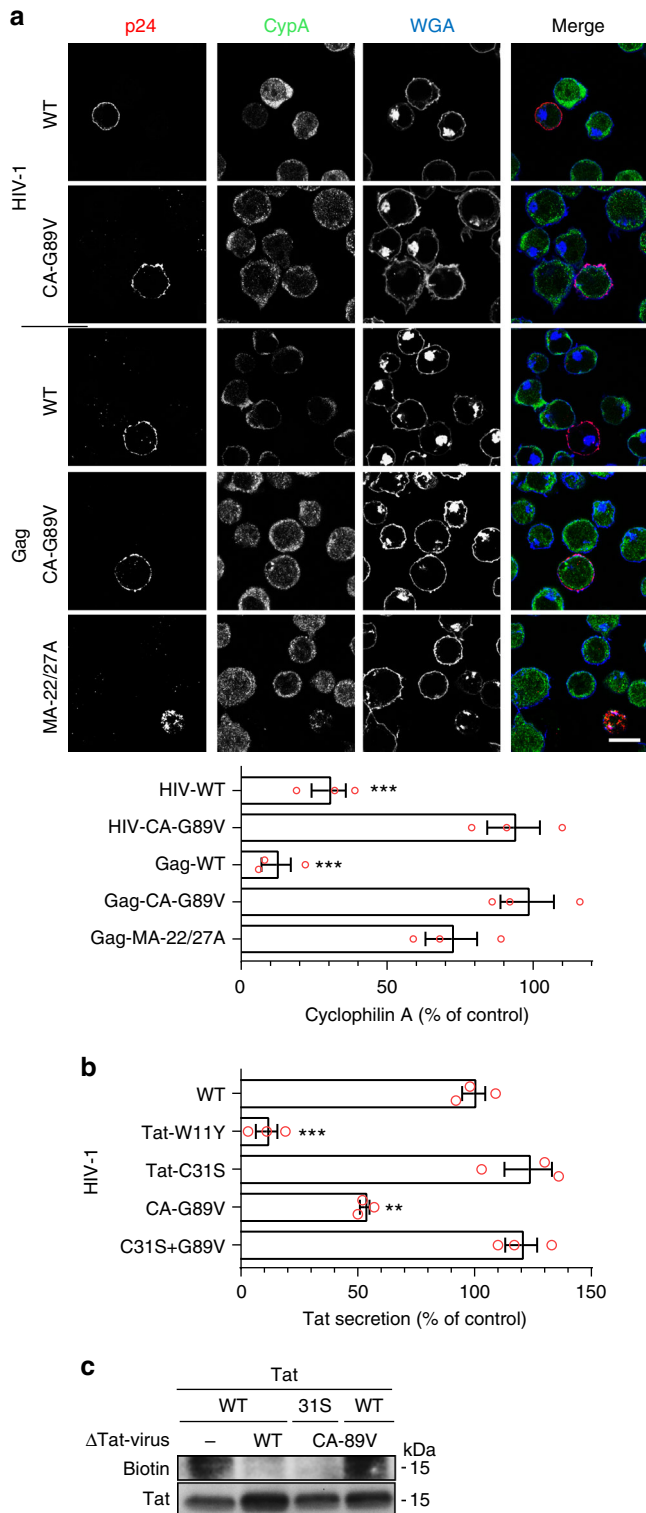 a
p24 CypA WGA Merge
HIV-1
WT
CA-G89V
Gag
WT
CA-G89V
MA-22/27A
HIV-WT ***
HIV-CA-G89V
Gag-WT ***
Gag-CA-G89V
Gag-MA-22/27A
0 50 100
Cyclophilin A (% of control)
b
HIV-1
WT
Tat-W11Y ***
Tat-C31S
CA-G89V **
C31S+G89V
0 50 100 150
Tat secretion (% of control)
c
Tat
WT 31S WT
ΔTat-virus – WT CA-89V kDa
Biotin - 15
Tat - 15